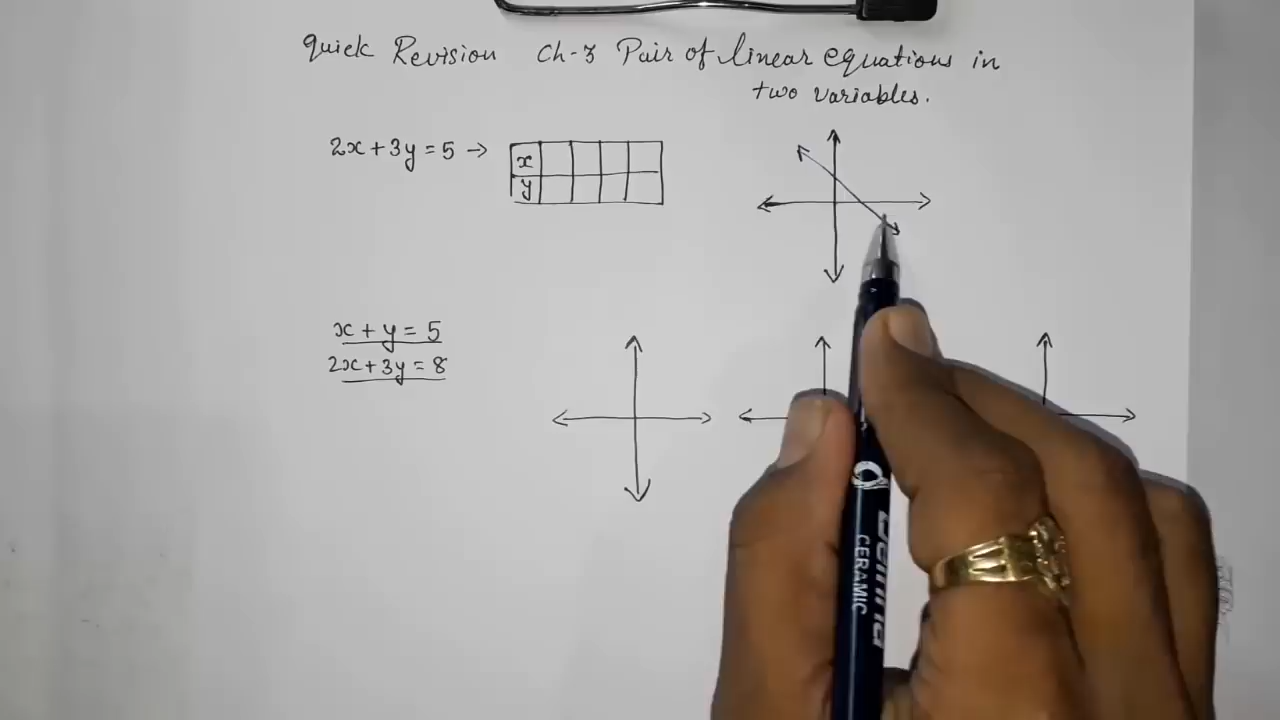 quick Revision Ch-3 Pair of linear equations in
two variables.
2x+3y=5 →
x
y
x+y=5
2x+3y=8
CERAMIC